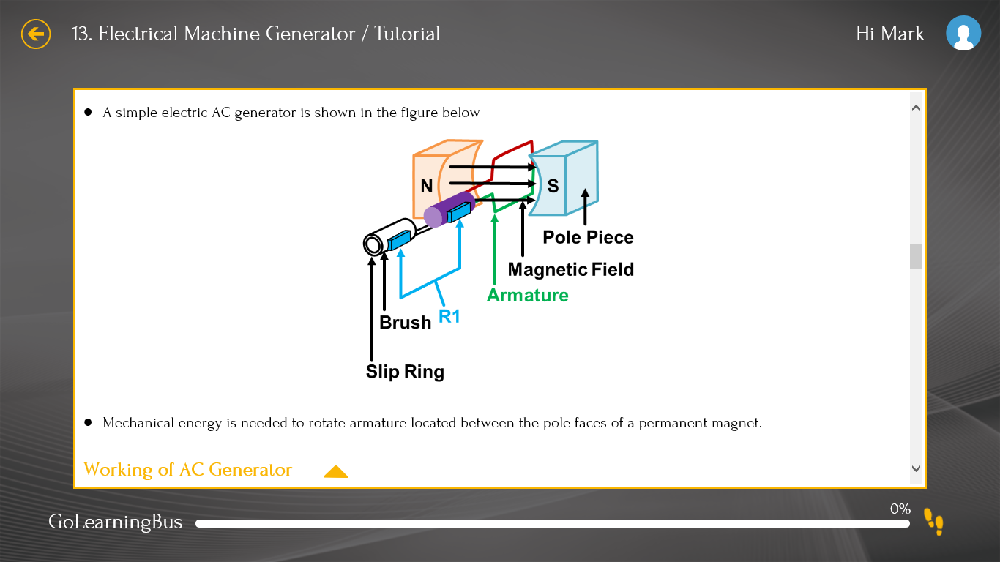 13. Electrical Machine Generator / Tutorial
Hi Mark
● A simple electric AC generator is shown in the figure below
N
S
Pole Piece
Magnetic Field
Armature
R1
Brush
Slip Ring
● Mechanical energy is needed to rotate armature located between the pole faces of a permanent magnet.
Working of AC Generator
0%
GoLearningBus